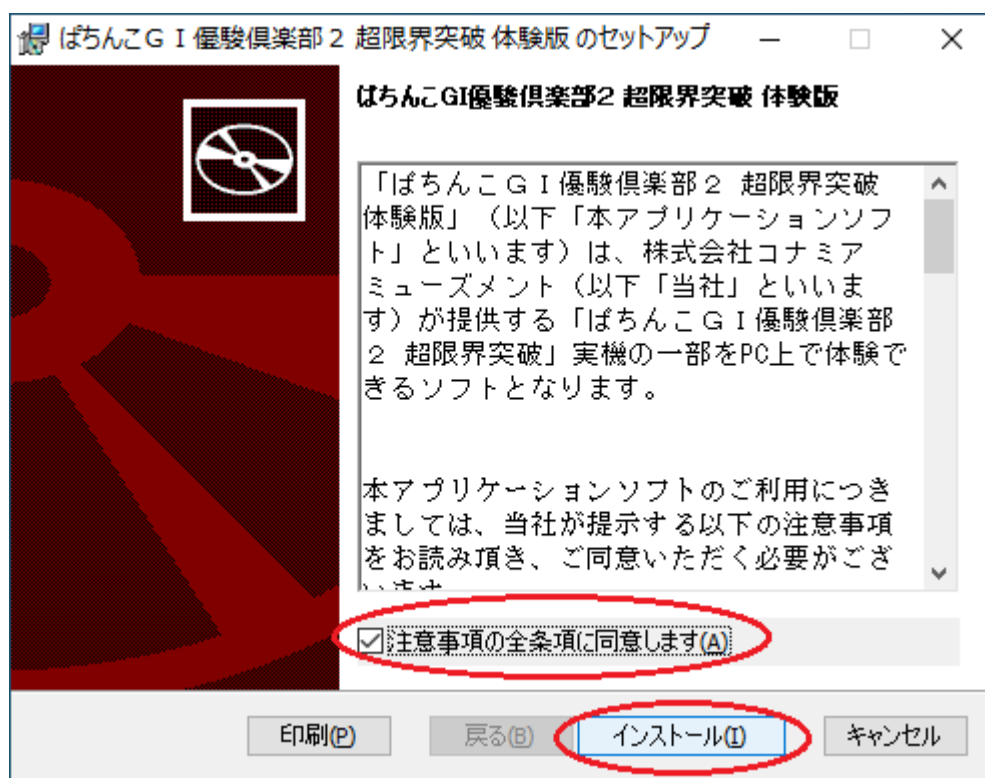 ぱちんこＧⅠ優駿倶楽部２ 超限界突破 体験版 のセットアップ
ぱちんこGI優駿倶楽部2 超限界突破 体験版
「ぱちんこＧⅠ優駿倶楽部２ 超限界突破
体験版」（以下「本アプリケーションソフ
ト」といいます）は、株式会社コナミア
ミューズメント（以下「当社」といいま
す）が提供する「ぱちんこＧⅠ優駿倶楽部
２ 超限界突破」実機の一部をPC上で体験で
きるソフトとなります。
本アプリケーションソフトのご利用につき
ましては、当社が提示する以下の注意事項
をお読み頂き、ご同意いただく必要がござ
注意事項の全条項に同意します(A)
印刷(P)
戻る(B)
インストール(I)
キャンセル